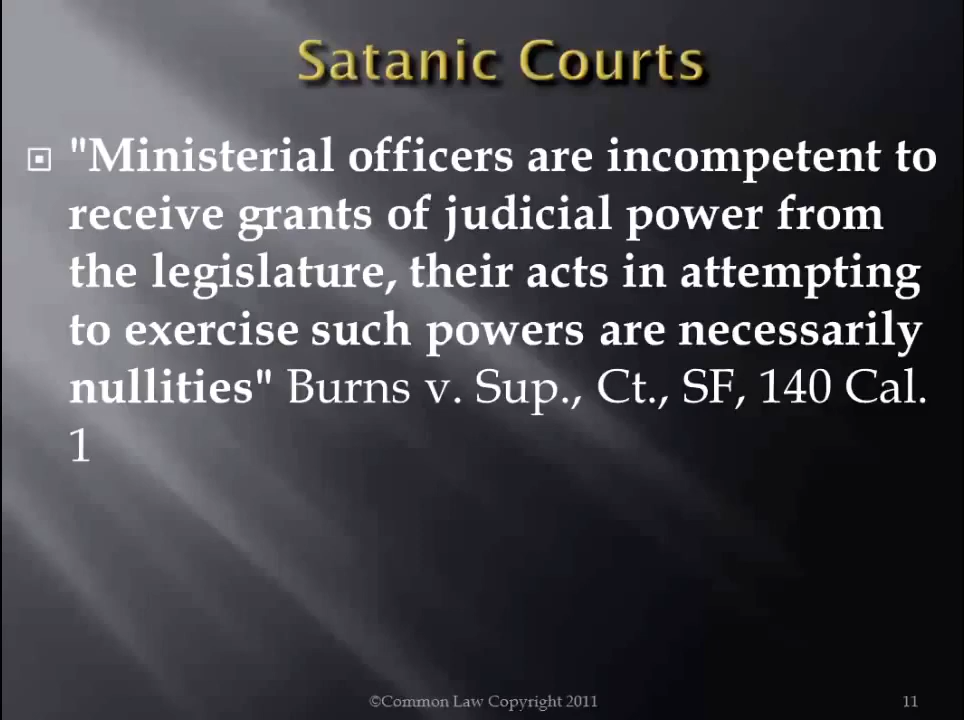 Satanic Courts
"Ministerial officers are incompetent to
receive grants of judicial power from
the legislature, their acts in attempting
to exercise such powers are necessarily
nullities" Burns v. Sup., Ct., SF, 140 Cal.
1
©Common Law Copyright 2011
11